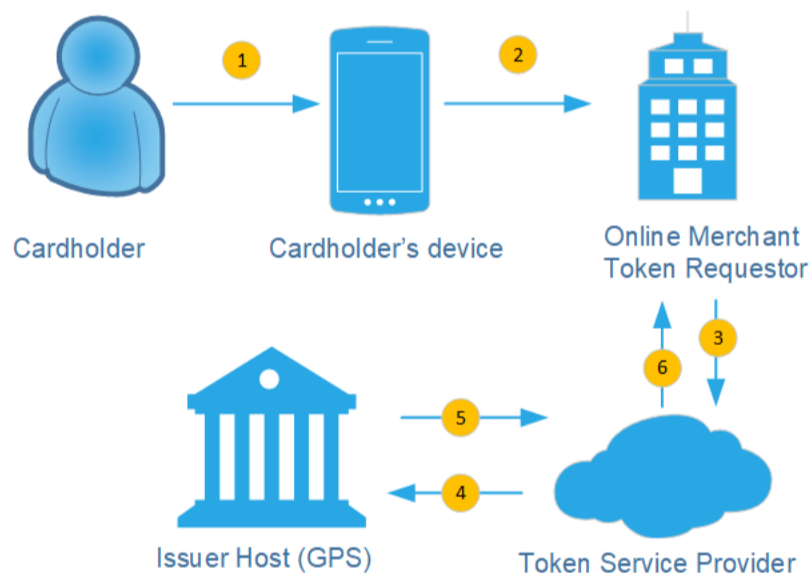 1
2
Cardholder
Cardholder's device
Online Merchant
Token Requestor
3
6
5
4
Issuer Host (GPS)
Token Service Provider